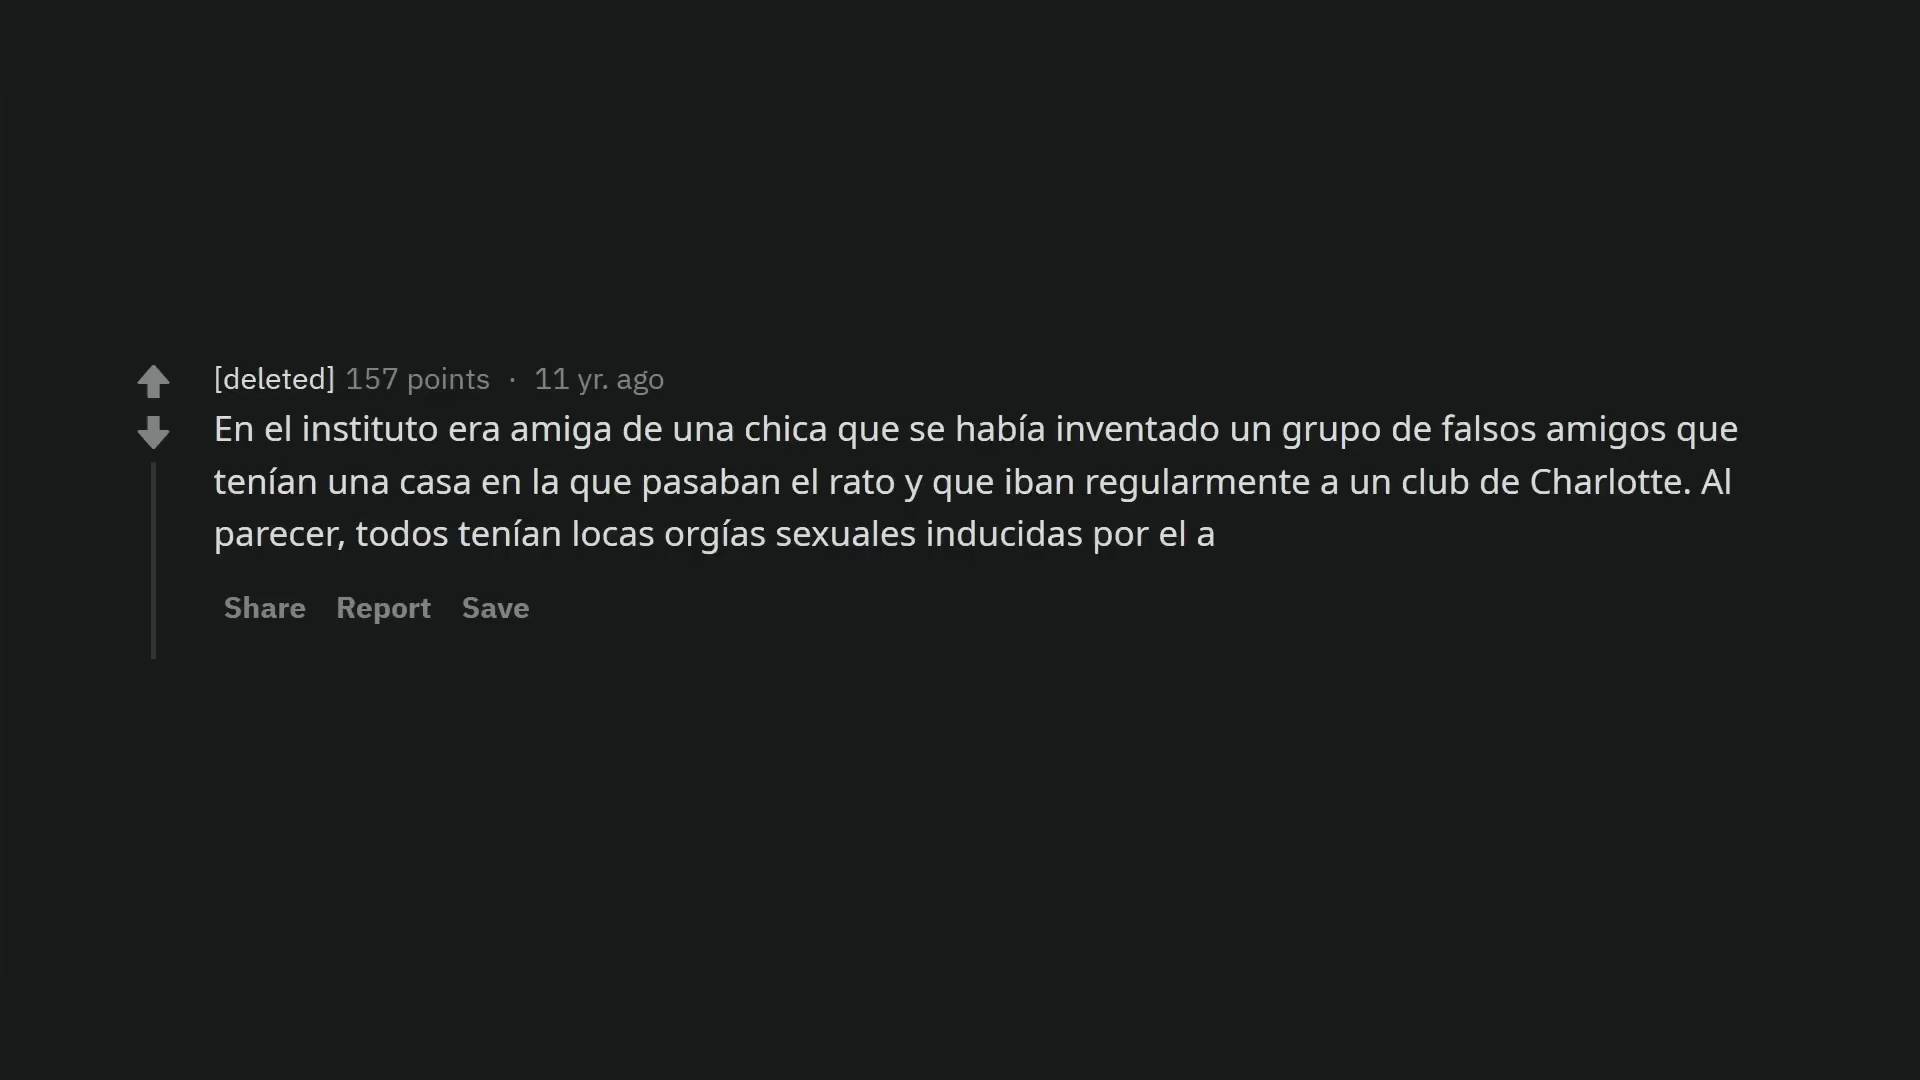 [deleted] 157 points · 11 yr. ago
En el instituto era amiga de una chica que se había inventado un grupo de falsos amigos que
tenían una casa en la que pasaban el rato y que iban regularmente a un club de Charlotte. Al
parecer, todos tenían locas orgías sexuales inducidas por el a
Share Report Save